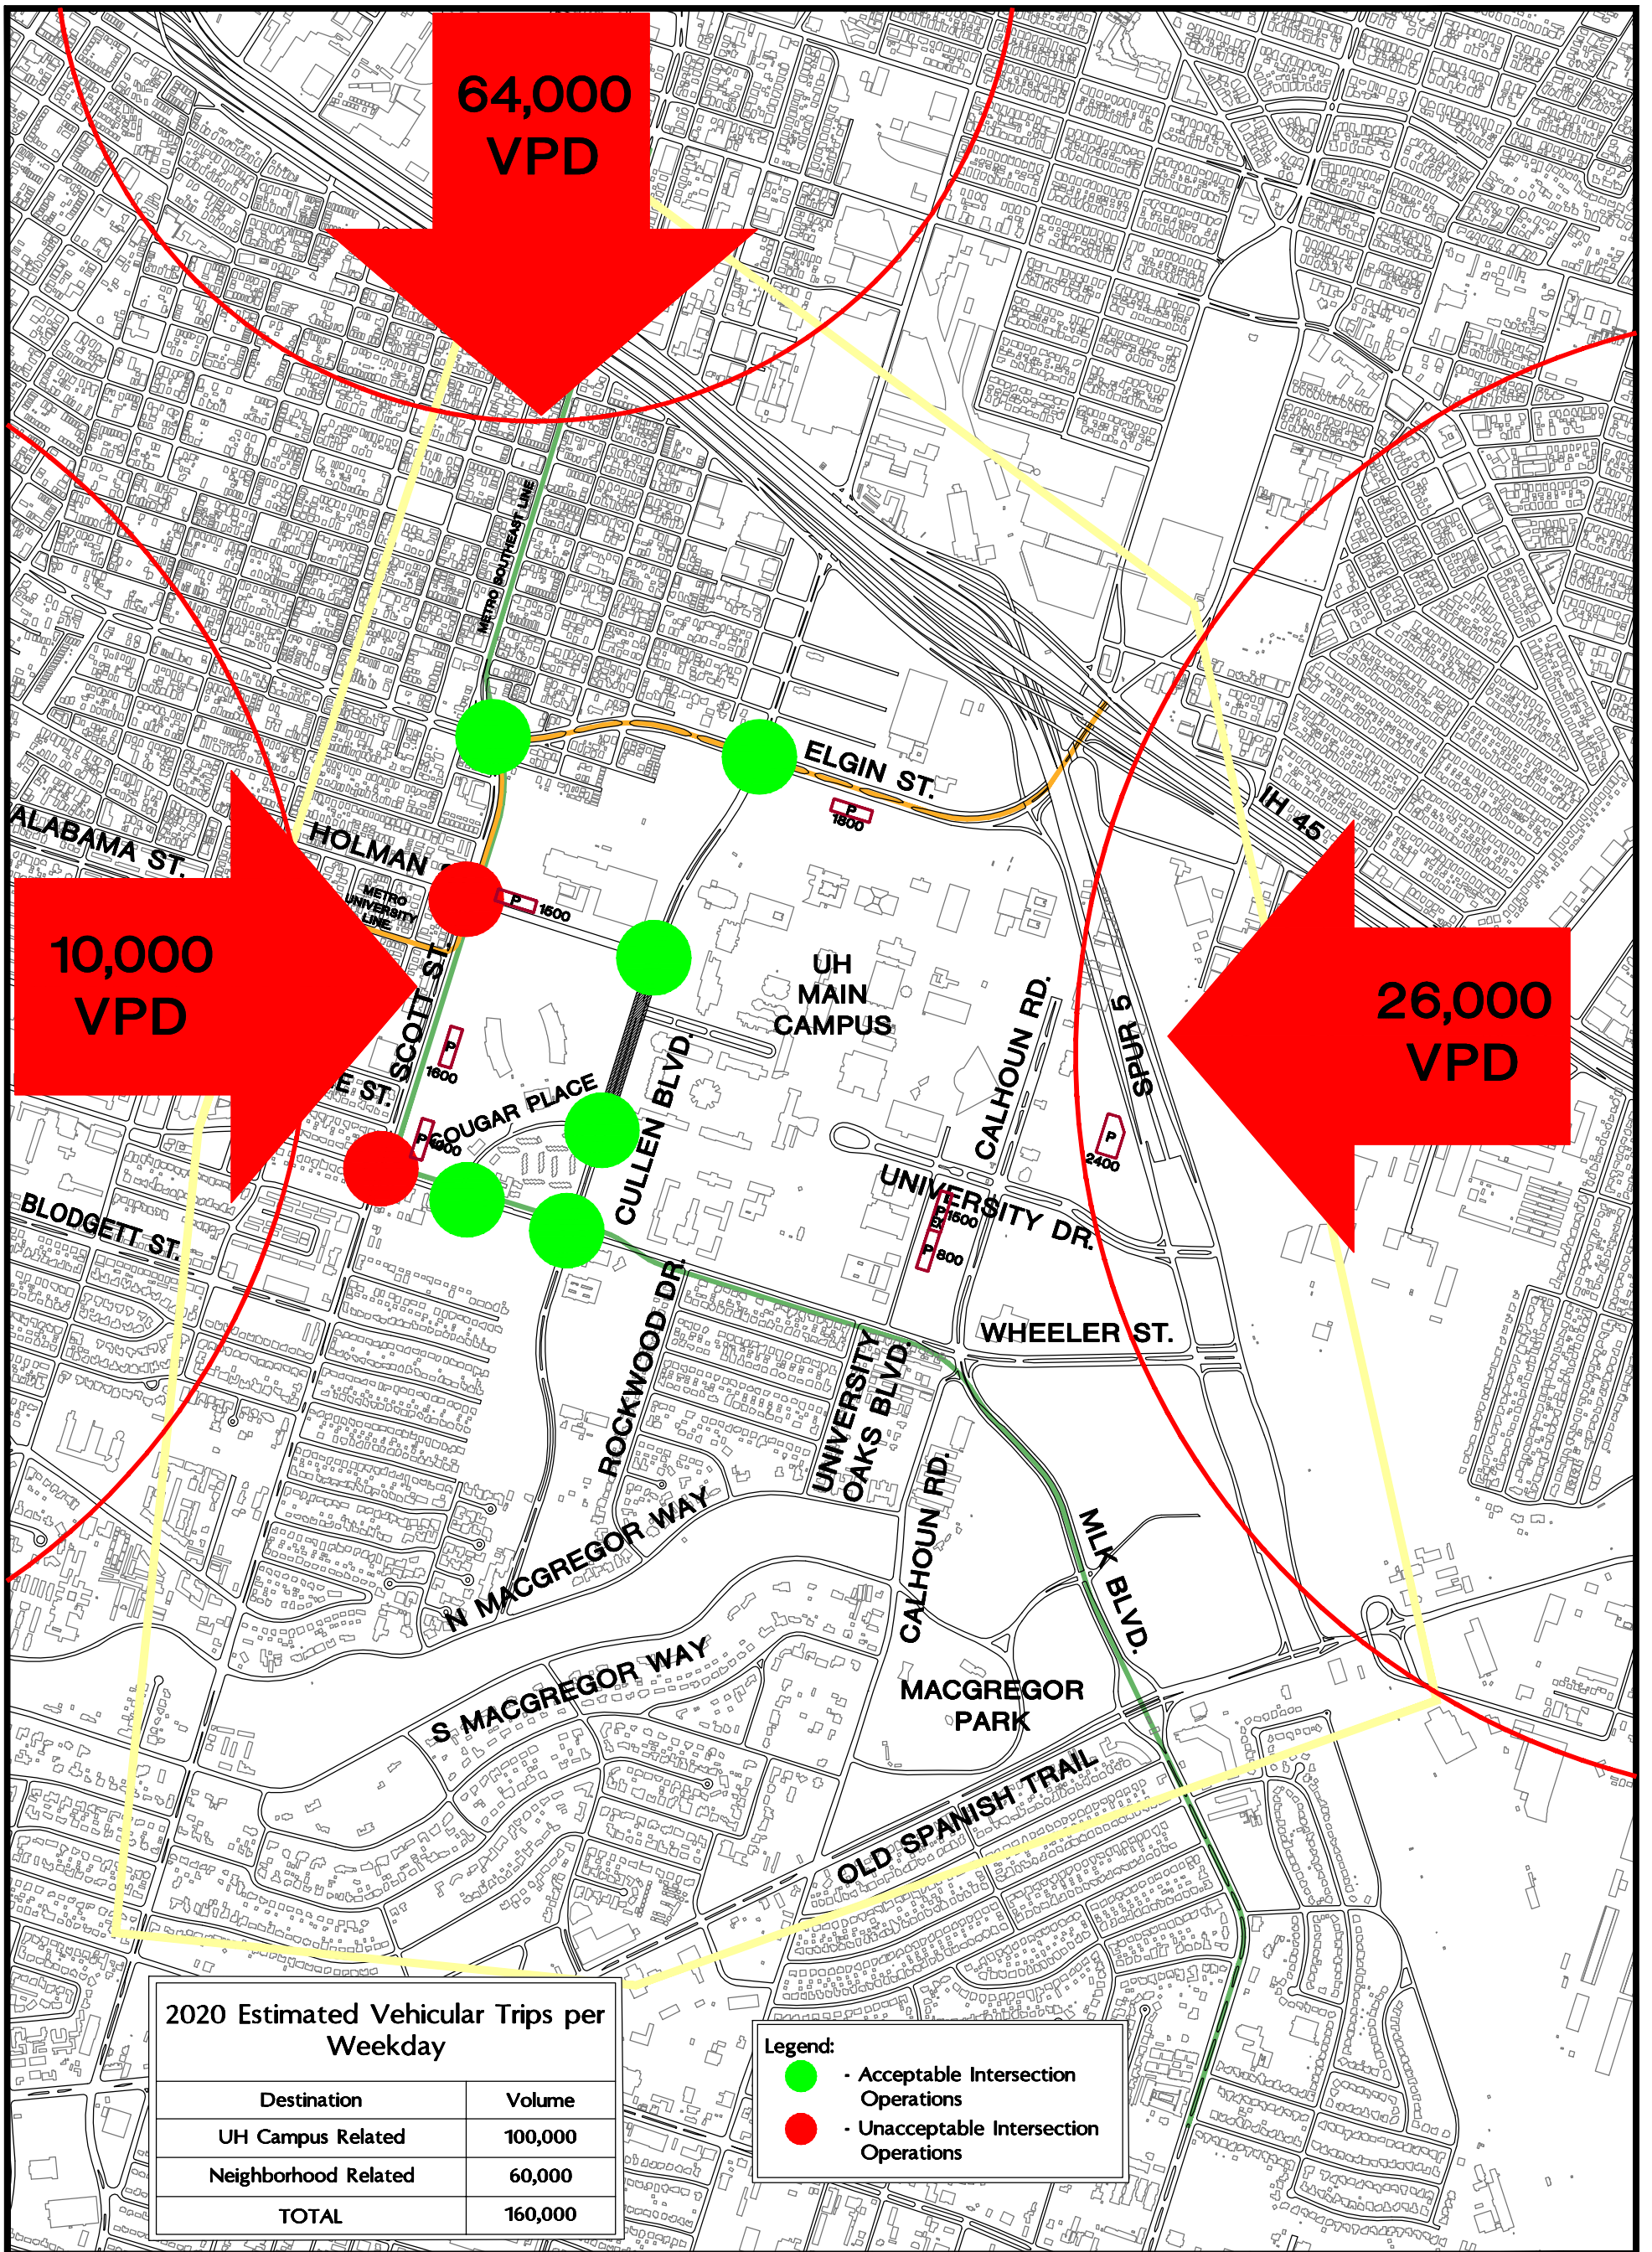 64,000
VPD
METRO SOUTHEAST LINE
ELGIN ST.
P
1800
IH 45
ALABAMA ST.
HOLMAN
METRO
UNIVERSITY
LINE
P 1500
10,000
VPD
SCOTT ST.
UH
MAIN
CAMPUS
CALHOUN RD.
SPUR 5
26,000
VPD
P
1600
E ST.
COUGAR PLACE
P
CULLEN BLVD.
P
2400
UNIVERSITY DR.
P 1500
P 800
BLODGETT ST.
ROCKWOOD DR.
WHEELER ST.
UNIVERSITY
OAKS BLVD.
CALHOUN RD.
N MACGREGOR WAY
MLK BLVD.
S MACGREGOR WAY
MACGREGOR
PARK
OLD SPANISH TRAIL
2020 Estimated Vehicular Trips per
Weekday
Destination Volume
UH Campus Related 100,000
Neighborhood Related 60,000
TOTAL 160,000
Legend:
- Acceptable Intersection
Operations
- Unacceptable Intersection
Operations